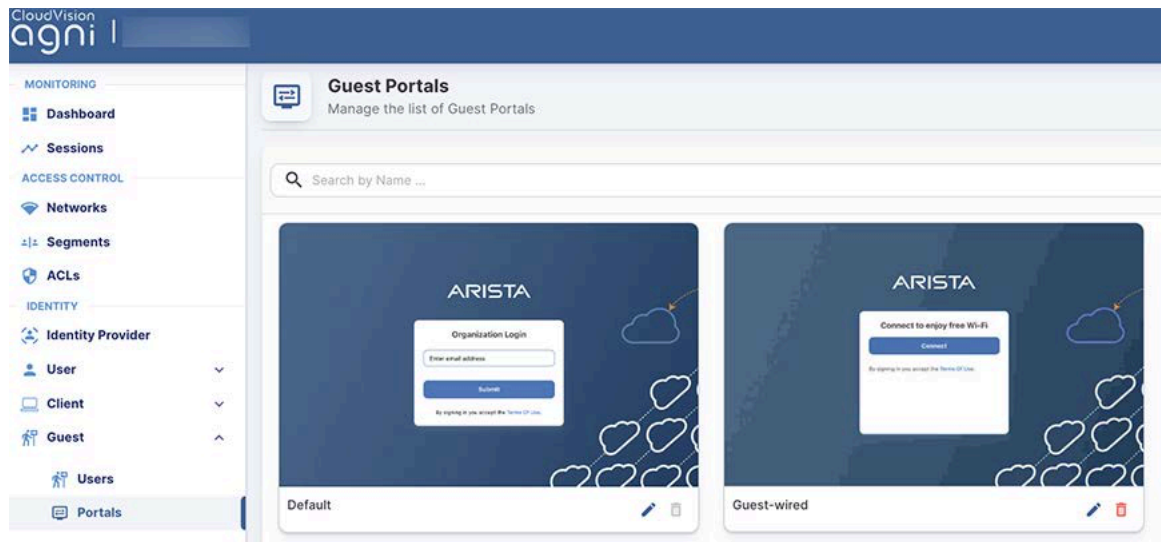 CloudVision
agni
MONITORING
Dashboard
Sessions
ACCESS CONTROL
Networks
Segments
ACLs
IDENTITY
Identity Provider
User
Client
Guest
Users
Portals
Guest Portals
Manage the list of Guest Portals
Search by Name ...
ARISTA
Organization Login
Enter email address
Submit
By signing in you accept the Terms Of Use.
Default
ARISTA
Connect to enjoy free Wi-Fi
Connect
By signing in you accept the Terms Of Use.
Guest-wired